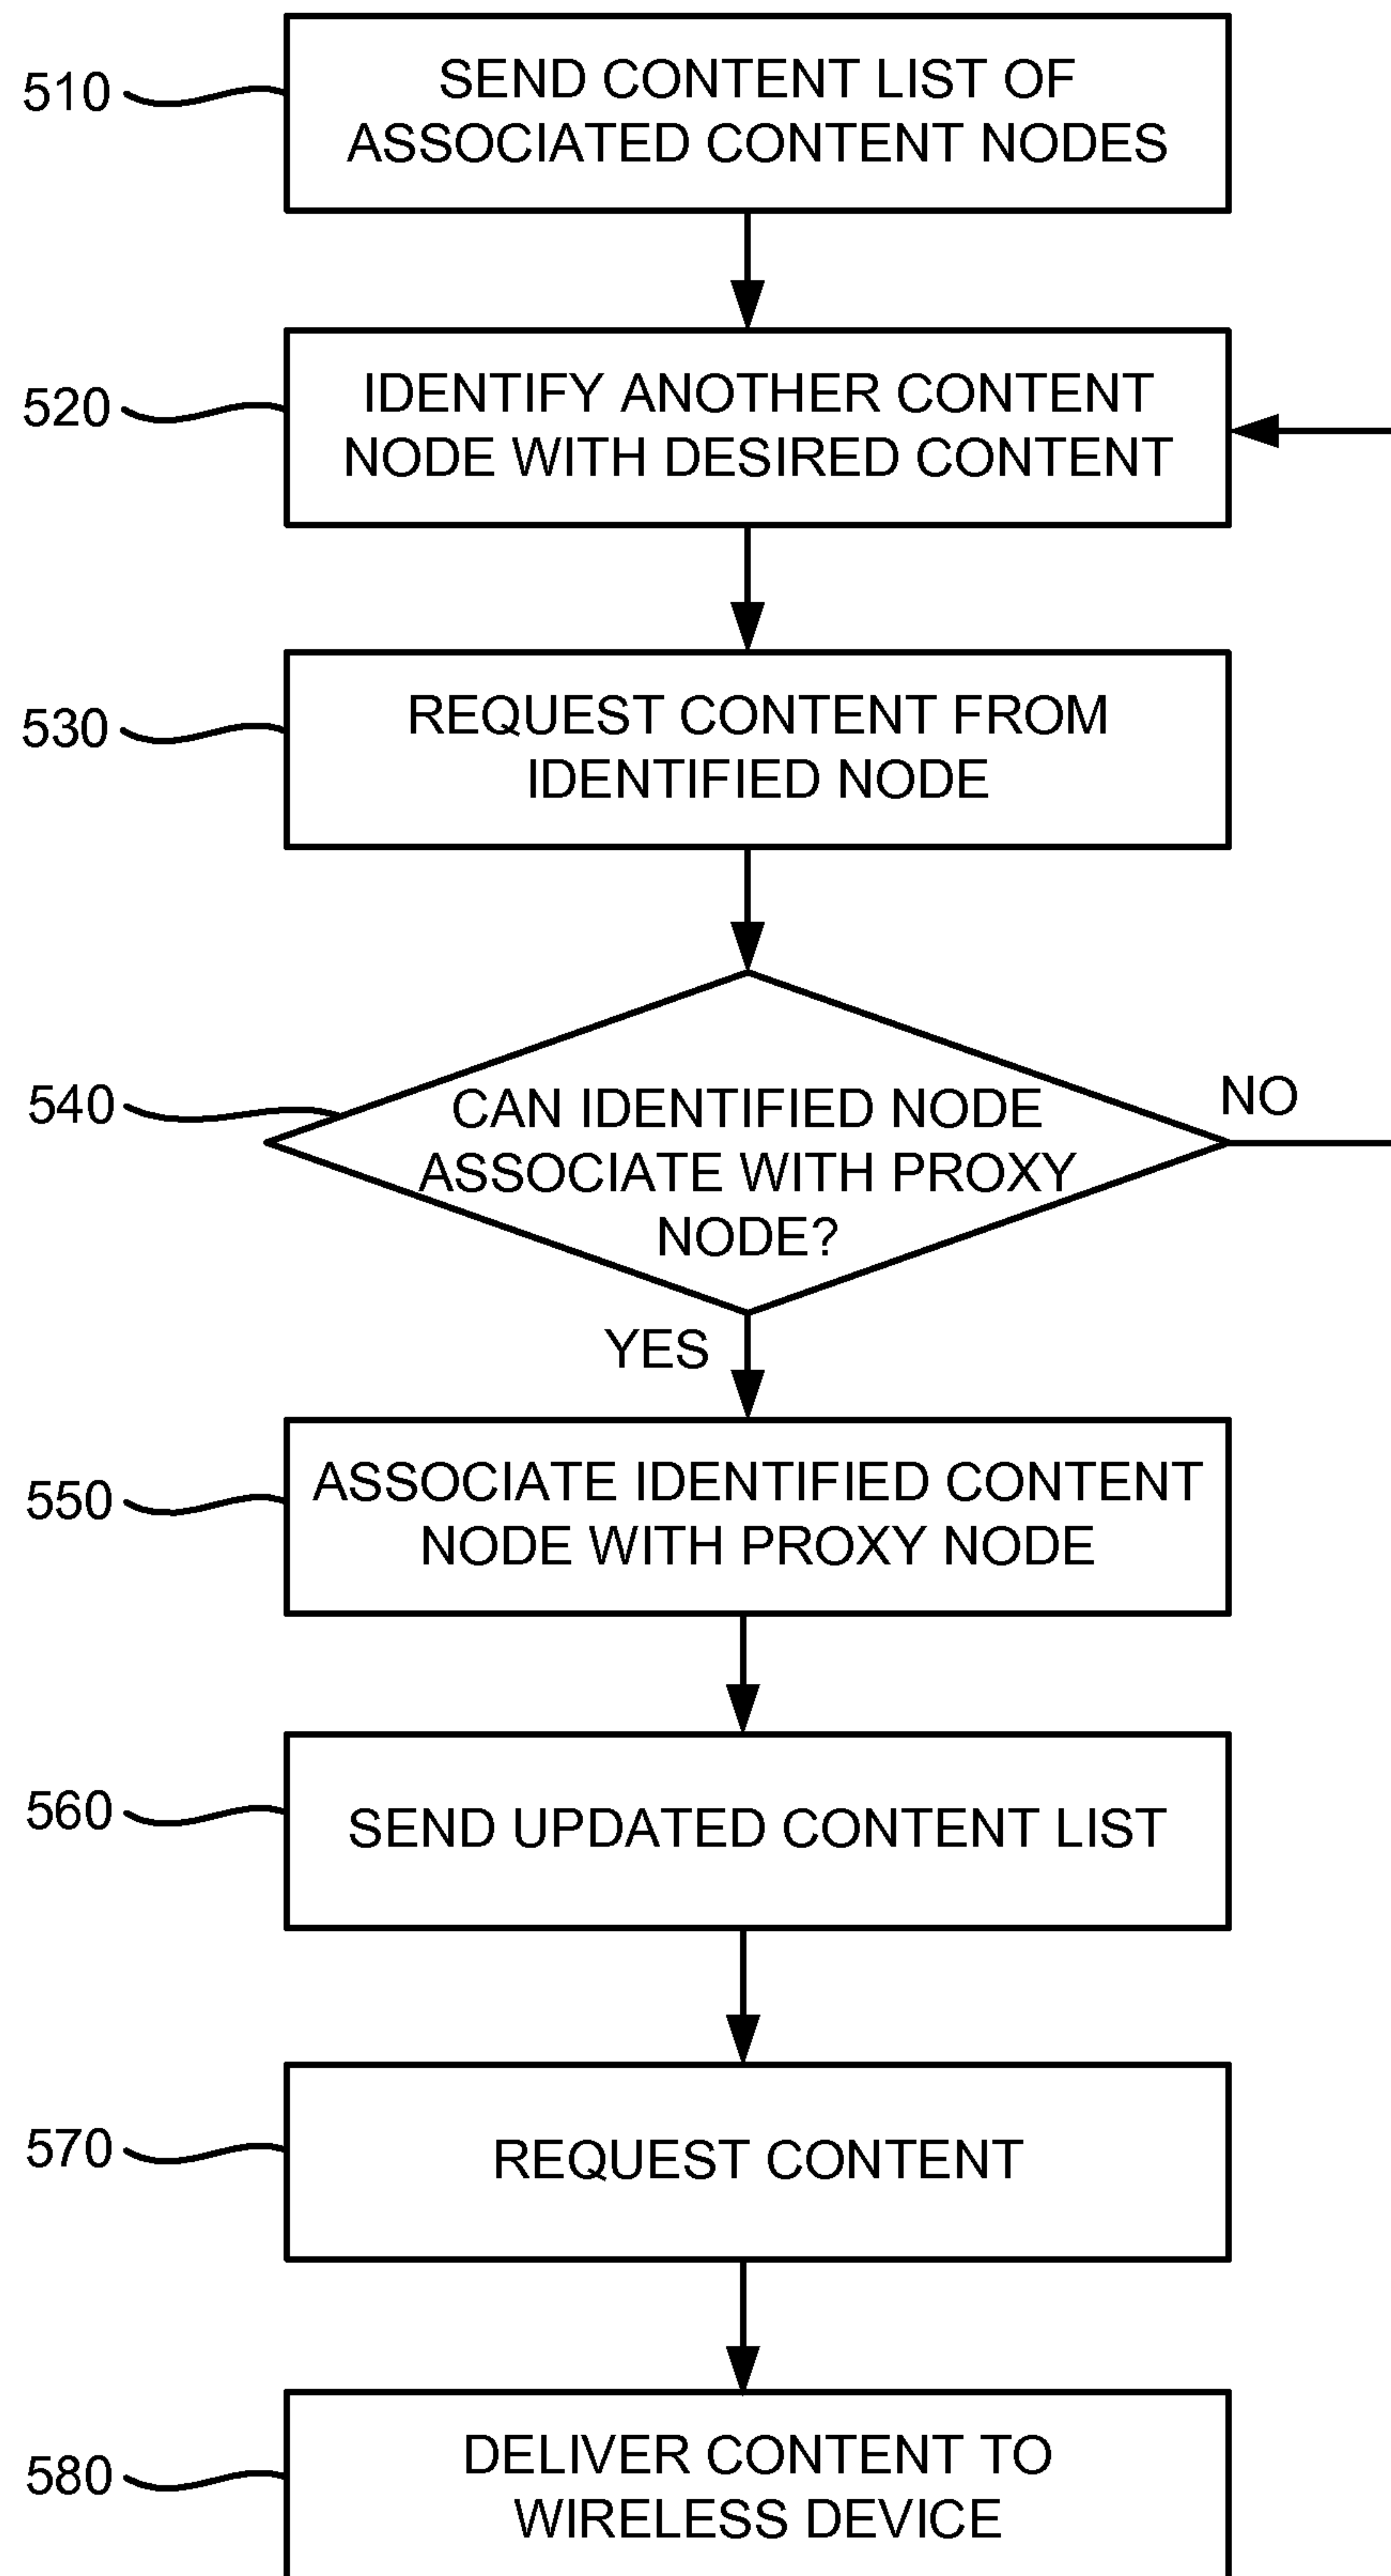 510
SEND CONTENT LIST OF
ASSOCIATED CONTENT NODES
520
IDENTIFY ANOTHER CONTENT
NODE WITH DESIRED CONTENT
530
REQUEST CONTENT FROM
IDENTIFIED NODE
540
CAN IDENTIFIED NODE
ASSOCIATE WITH PROXY
NODE?
NO
YES
550
ASSOCIATE IDENTIFIED CONTENT
NODE WITH PROXY NODE
560
SEND UPDATED CONTENT LIST
570
REQUEST CONTENT
580
DELIVER CONTENT TO
WIRELESS DEVICE